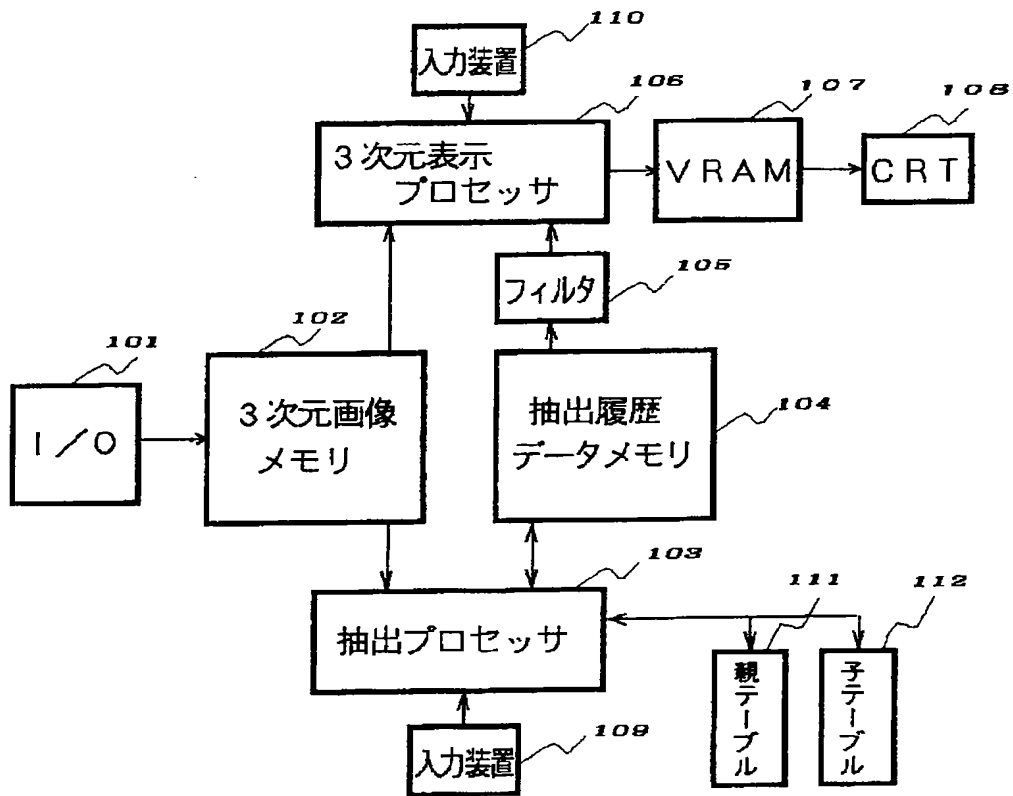 110
入力装置
106
3次元表示
プロセッサ
107
VRAM
108
CRT
105
フィルタ
101
I/O
102
3次元画像
メモリ
抽出履歴
データメモリ
104
103
抽出プロセッサ
111
親テーブル
112
子テーブル
109
入力装置